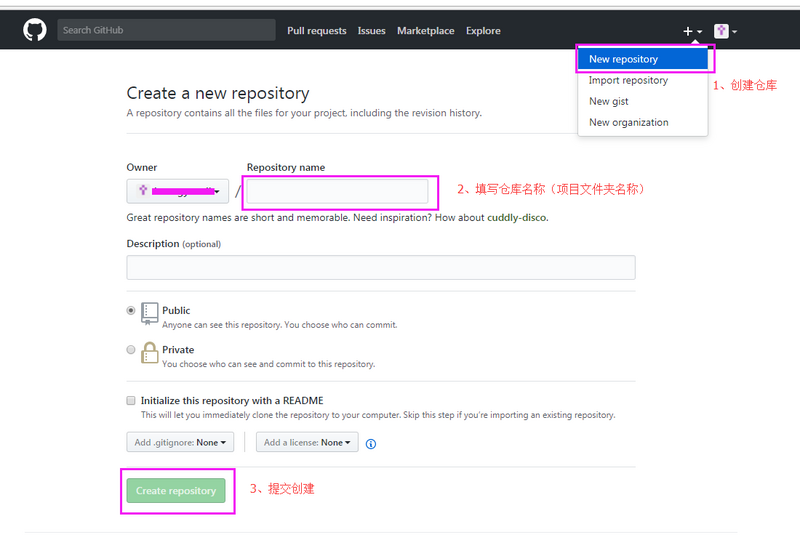 Search GitHub
Pull requests Issues Marketplace Explore
New repository
Import repository
New gist
New organization
1、创建仓库
Create a new repository
A repository contains all the files for your project, including the revision history.
Owner
Repository name
/
2、填写仓库名称（项目文件夹名称）
Great repository names are short and memorable. Need inspiration? How about cuddly-disco.
Description (optional)
Public
Anyone can see this repository. You choose who can commit.
Private
You choose who can see and commit to this repository.
Initialize this repository with a README
This will let you immediately clone the repository to your computer. Skip this step if you're importing an existing repository.
Add .gitignore: None
Add a license: None
Create repository
3、提交创建